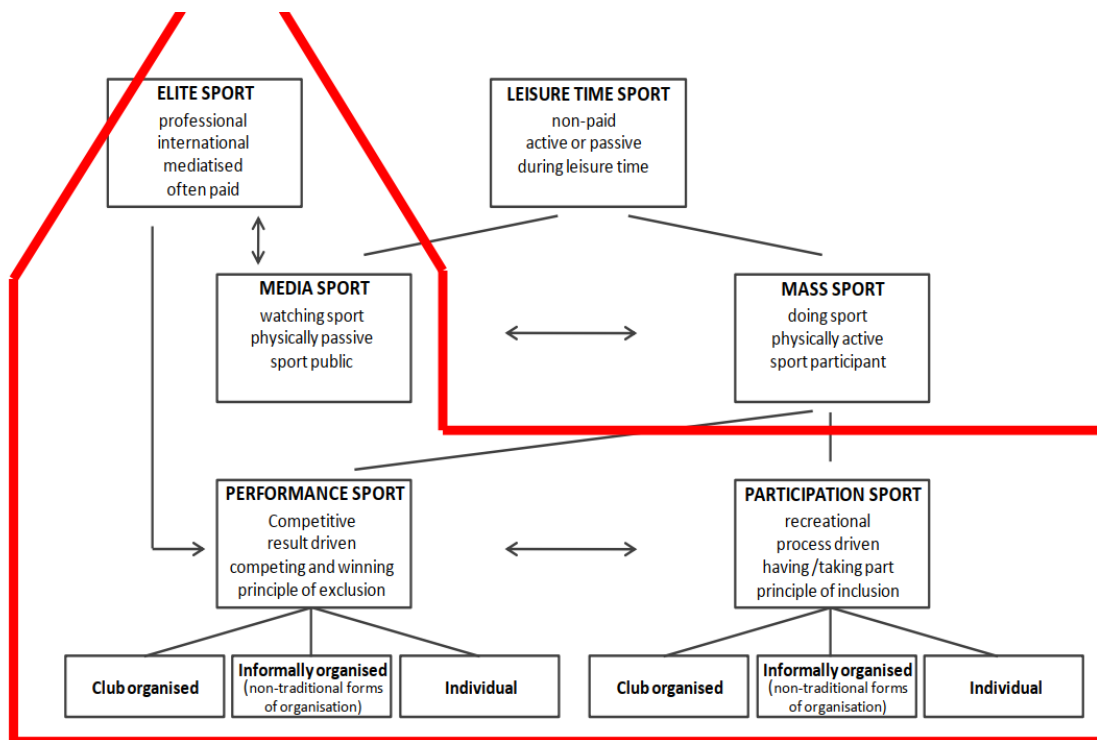 ELITE SPORT
professional
international
mediatised
often paid
LEISURE TIME SPORT
non-paid
active or passive
during leisure time
MEDIA SPORT
watching sport
physically passive
sport public
MASS SPORT
doing sport
physically active
sport participant
PERFORMANCE SPORT
Competitive
result driven
competing and winning
principle of exclusion
PARTICIPATION SPORT
recreational
process driven
having /taking part
principle of inclusion
Club organised
Informally organised
(non-traditional forms
of organisation)
Individual
Club organised
Informally organised
(non-traditional forms
of organisation)
Individual